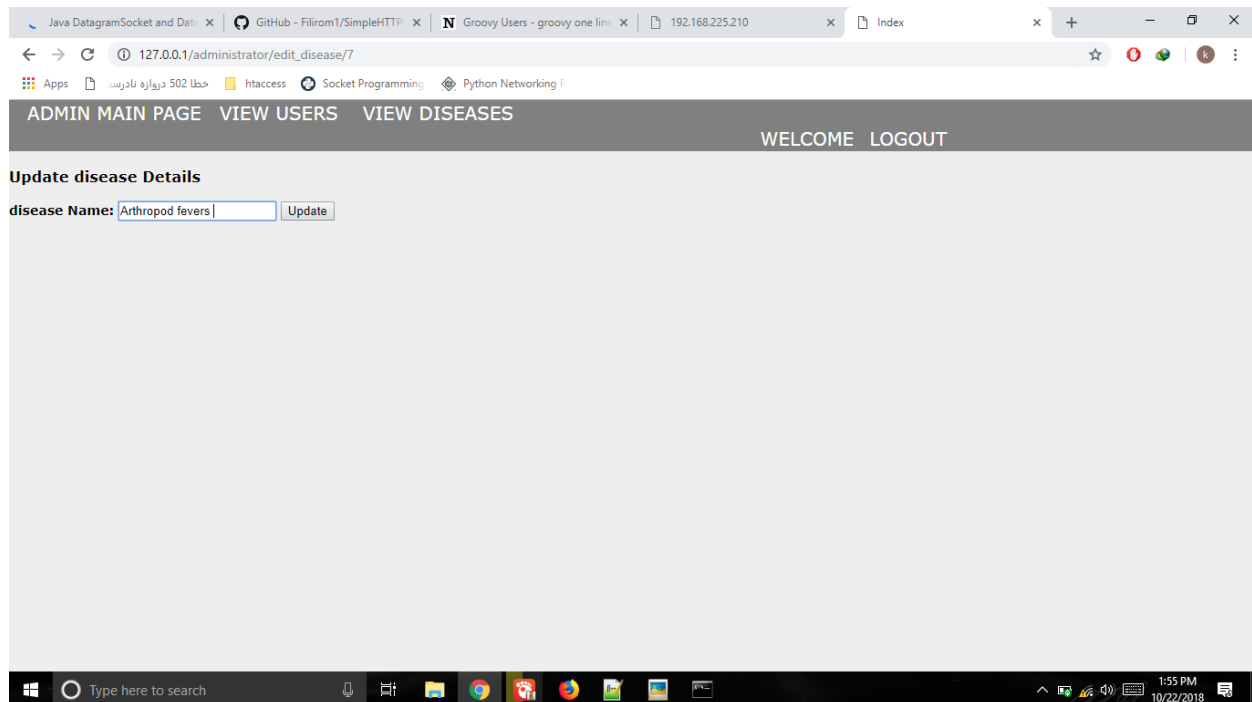 Java DatagramSocket and Data
GitHub - Filirom1/SimpleHTTP
N Groovy Users - groovy one line
192.168.225.210
Index
127.0.0.1/administrator/edit_disease/7
k
Apps
خطا 502 دروازه نادرست
htaccess
Socket Programming
Python Networking P
ADMIN MAIN PAGE VIEW USERS VIEW DISEASES
WELCOME LOGOUT
Update disease Details
disease Name: Arthropod fevers Update
Type here to search
1:55 PM
10/22/2018